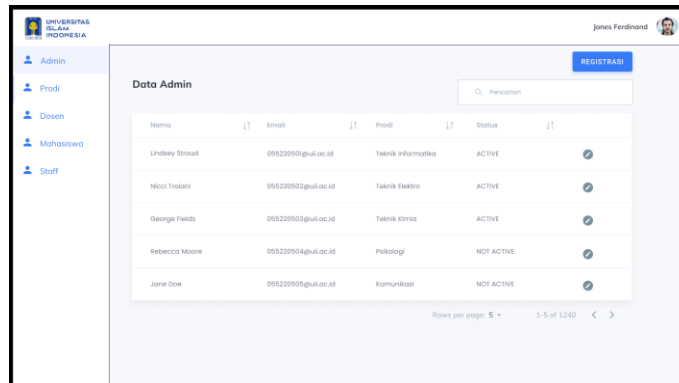 UNIVERSITAS
ISLAM
INDONESIA
Jones Ferdinand
Admin
Prodi
Dosen
Mahasiswa
Staff
REGISTRASI
Data Admin
Pencarian
Nama Email Prodi Status
Lindsey Stroud 055220501@uii.ac.id Teknik Informatika ACTIVE
Nicci Troiani 055220502@uii.ac.id Teknik Elektro ACTIVE
George Fields 055220503@uii.ac.id Teknik Kimia ACTIVE
Rebecca Moore 055220504@uii.ac.id Psikologi NOT ACTIVE
Jane Doe 055220505@uii.ac.id Komunikasi NOT ACTIVE
Rows per page: 5 1-5 of 1240